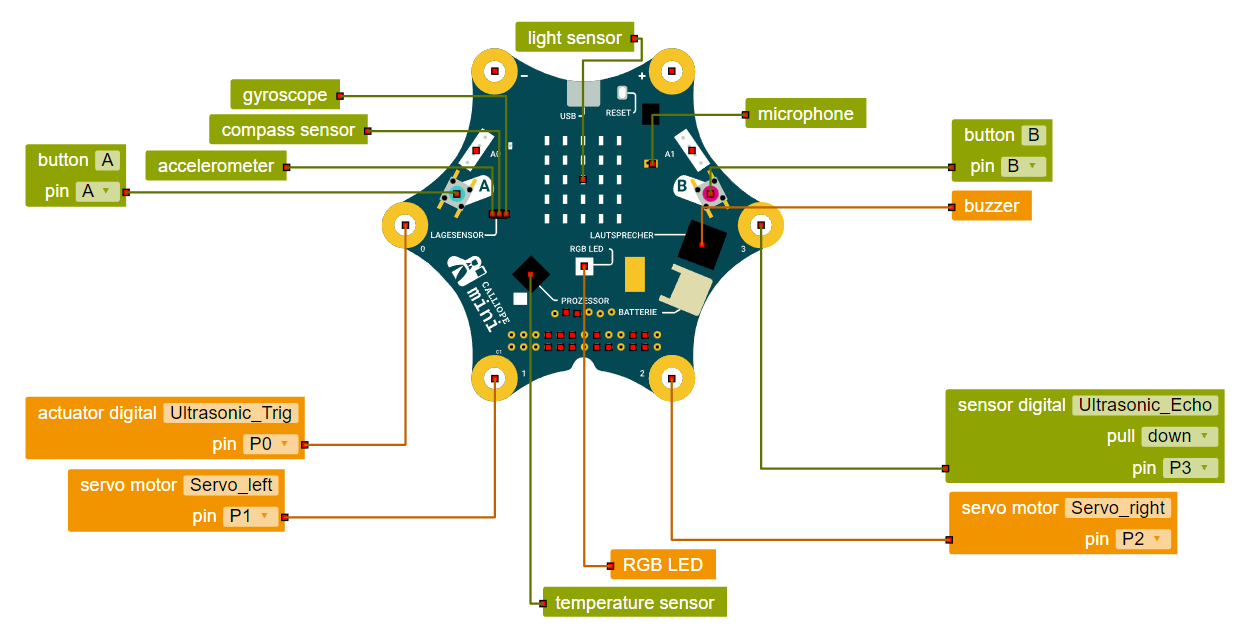 light sensor
−
+
gyroscope
USB
RESET
microphone
compass sensor
A0
A1
button A
pin A
accelerometer
A
B
button B
pin B
buzzer
LAGESENSOR
LAUTSPRECHER
0
3
RGB LED
CALLIOPE
mini
PROZESSOR
BATTERIE
1
2
actuator digital Ultrasonic_Trig
pin P0
sensor digital Ultrasonic_Echo
pull down
pin P3
servo motor Servo_left
pin P1
servo motor Servo_right
pin P2
RGB LED
temperature sensor